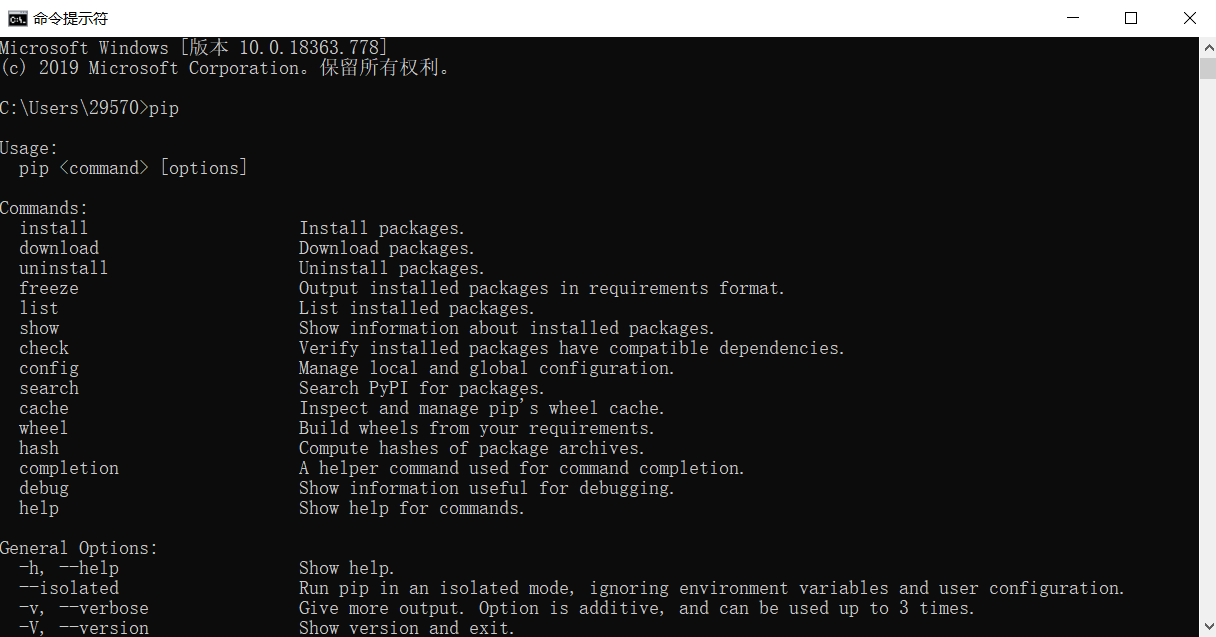 命令提示符
Microsoft Windows [版本 10.0.18363.778]
(c) 2019 Microsoft Corporation。保留所有权利。
C:\Users\29570>pip
Usage:
  pip <command> [options]
Commands:
  install                     Install packages.
  download                    Download packages.
  uninstall                   Uninstall packages.
  freeze                      Output installed packages in requirements format.
  list                        List installed packages.
  show                        Show information about installed packages.
  check                       Verify installed packages have compatible dependencies.
  config                      Manage local and global configuration.
  search                      Search PyPI for packages.
  cache                       Inspect and manage pip's wheel cache.
  wheel                       Build wheels from your requirements.
  hash                        Compute hashes of package archives.
  completion                  A helper command used for command completion.
  debug                       Show information useful for debugging.
  help                        Show help for commands.
General Options:
  -h, --help                  Show help.
  --isolated                  Run pip in an isolated mode, ignoring environment variables and user configuration.
  -v, --verbose               Give more output. Option is additive, and can be used up to 3 times.
  -V, --version               Show version and exit.